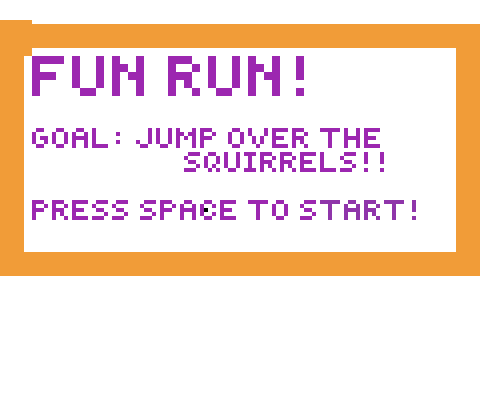 FUN RUN!
GOAL: JUMP OVER THE
SQUIRRELS!!
PRESS SPACE TO START!